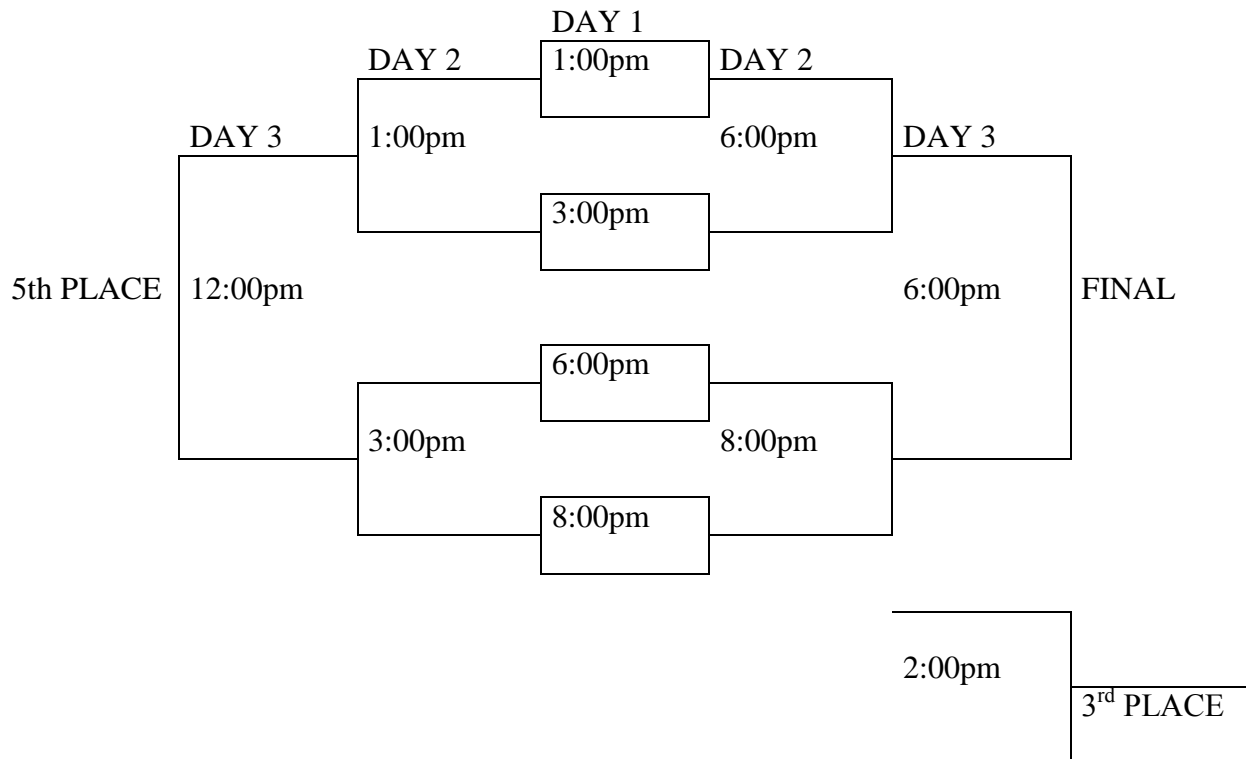 DAY 1
DAY 2 1:00pm DAY 2
DAY 3 1:00pm 6:00pm DAY 3
3:00pm
5th PLACE 12:00pm 6:00pm FINAL
6:00pm
3:00pm 8:00pm
8:00pm
2:00pm
3rd PLACE